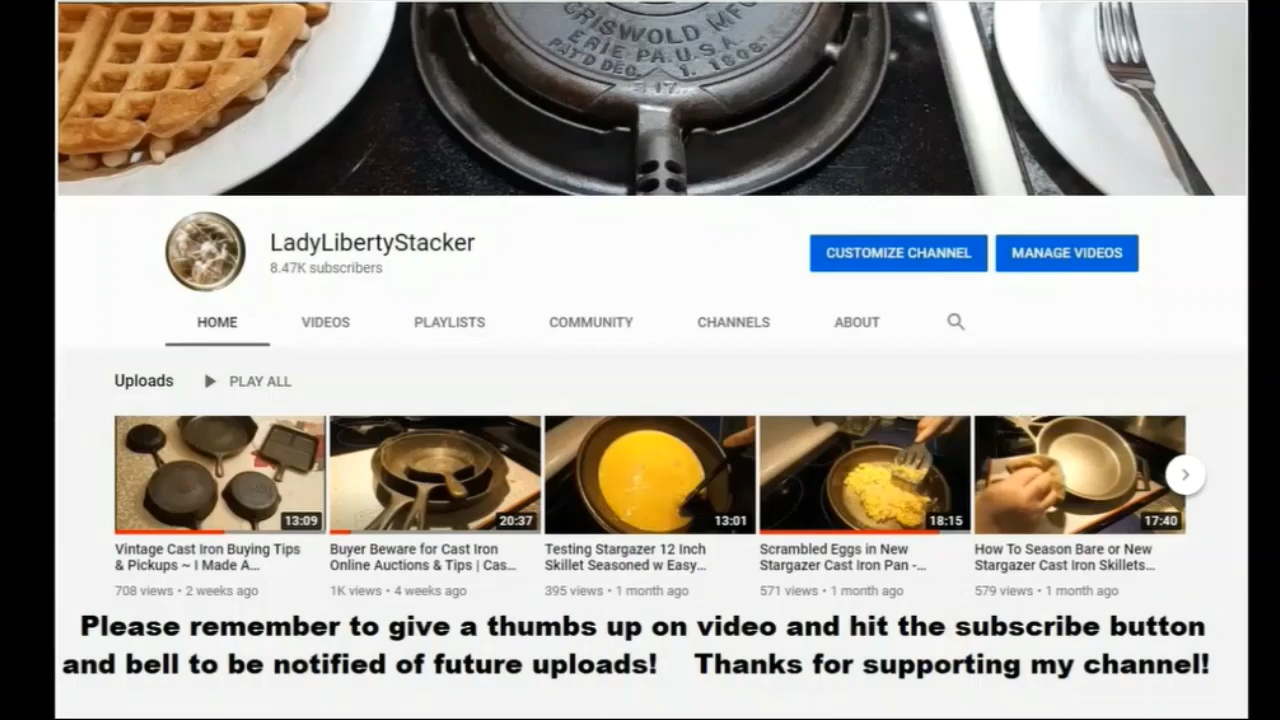 GRISWOLD MFG
ERIE PA. U.S.A.
PAT'D DEC. 1. 1908.
LadyLibertyStacker
8.47K subscribers
CUSTOMIZE CHANNEL
MANAGE VIDEOS
HOME
VIDEOS
PLAYLISTS
COMMUNITY
CHANNELS
ABOUT
Uploads
PLAY ALL
13:09
20:37
13:01
18:15
17:40
Vintage Cast Iron Buying Tips
& Pickups ~ I Made A...
708 views • 2 weeks ago
Buyer Beware for Cast Iron
Online Auctions & Tips | Cas...
1K views • 4 weeks ago
Testing Stargazer 12 Inch
Skillet Seasoned w Easy...
395 views • 1 month ago
Scrambled Eggs in New
Stargazer Cast Iron Pan -...
571 views • 1 month ago
How To Season Bare or New
Stargazer Cast Iron Skillets...
579 views • 1 month ago
Please remember to give a thumbs up on video and hit the subscribe button
and bell to be notified of future uploads! Thanks for supporting my channel!